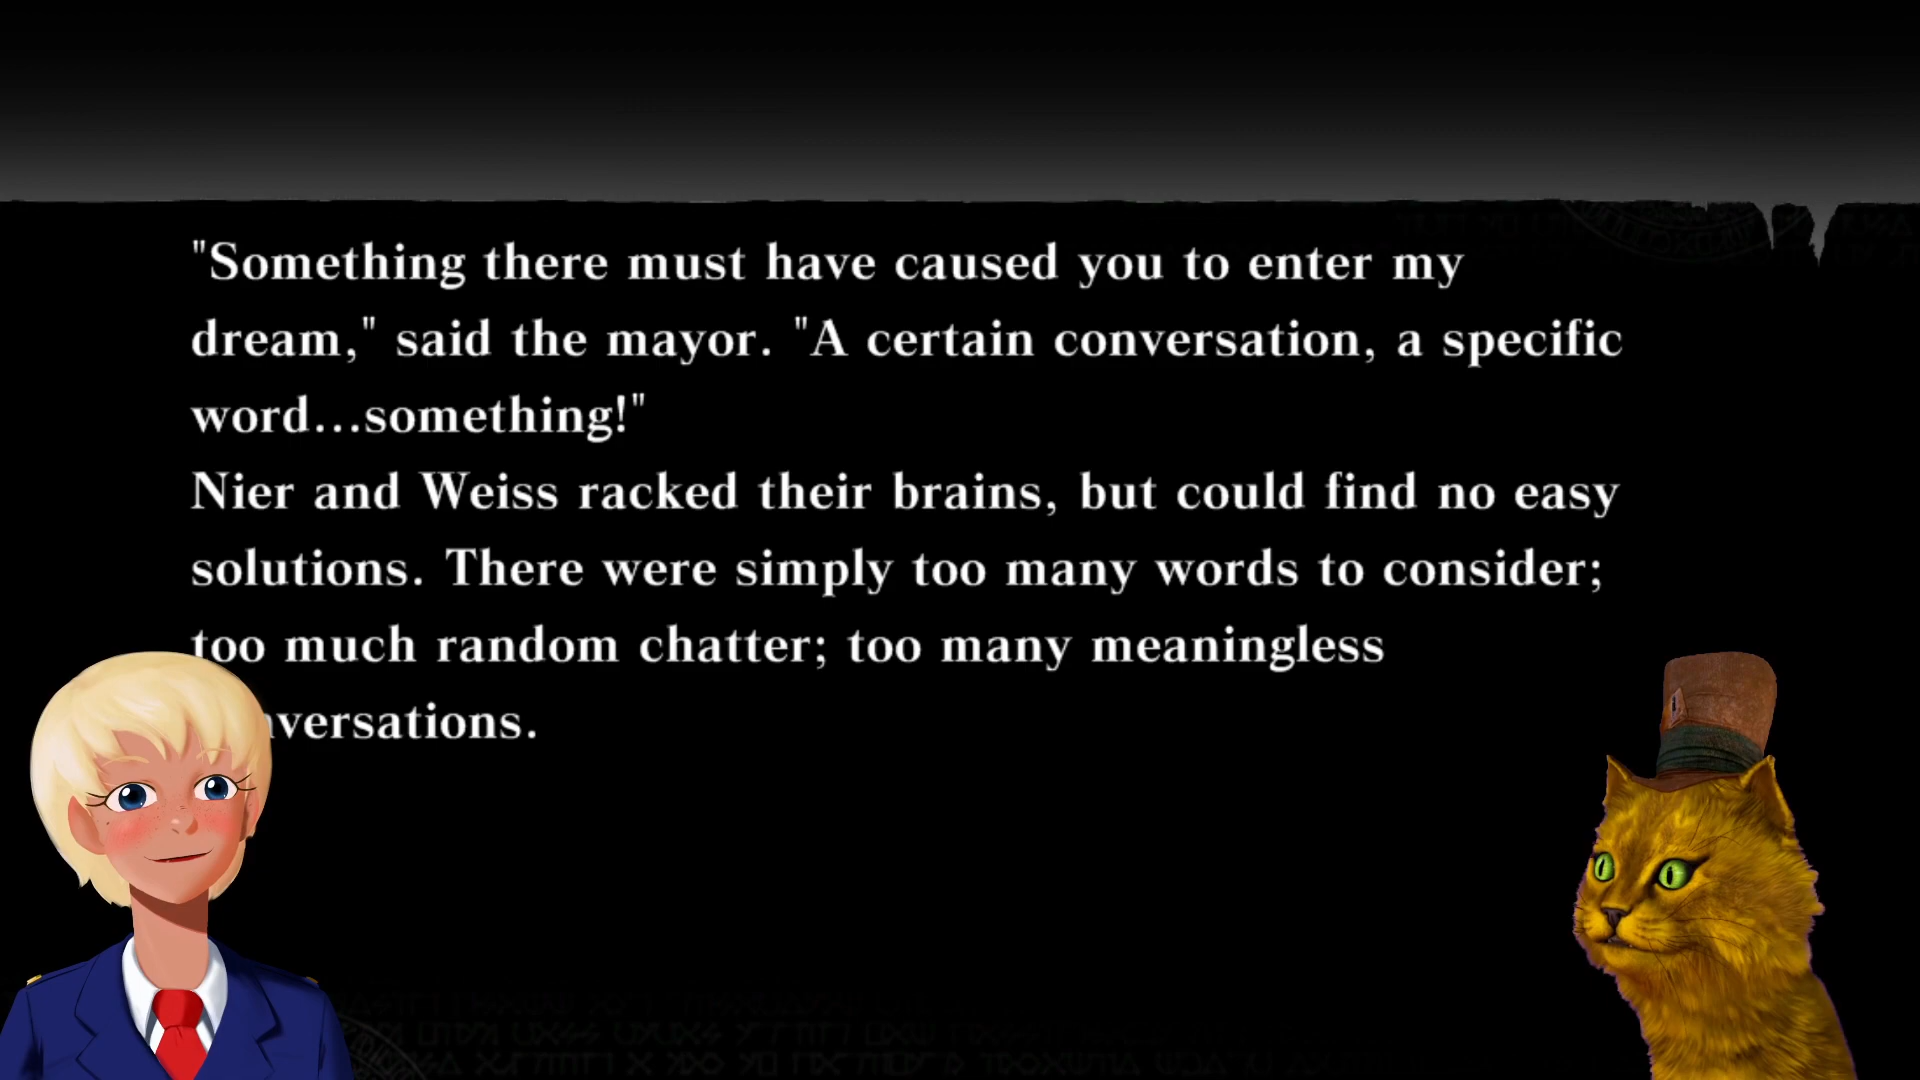 "Something there must have caused you to enter my
dream," said the mayor. "A certain conversation, a specific
word...something!"
Nier and Weiss racked their brains, but could find no easy
solutions. There were simply too many words to consider;
too much random chatter; too many meaningless
nversations.